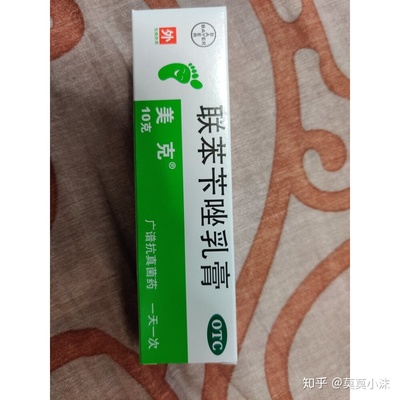 外
联苯苄唑乳膏
美克®
10克
广谱抗真菌药 一天一次
OTC
知乎 @莫莫小沫